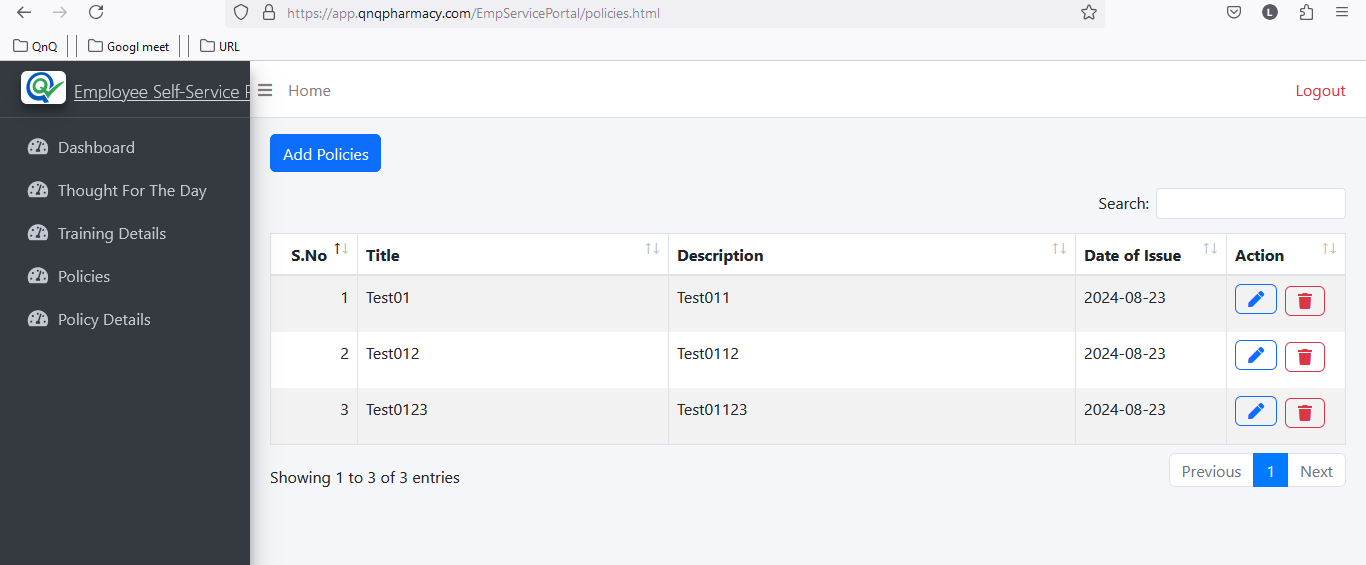 https://app.qnqpharmacy.com/EmpServicePortal/policies.html
L
QnQ
Googl meet
URL
Employee Self-Service P
Home
Logout
Dashboard
Thought For The Day
Training Details
Policies
Policy Details
Add Policies
Search:
S.No Title Description Date of Issue Action
1 Test01 Test011 2024-08-23
2 Test012 Test0112 2024-08-23
3 Test0123 Test01123 2024-08-23
Showing 1 to 3 of 3 entries
Previous 1 Next